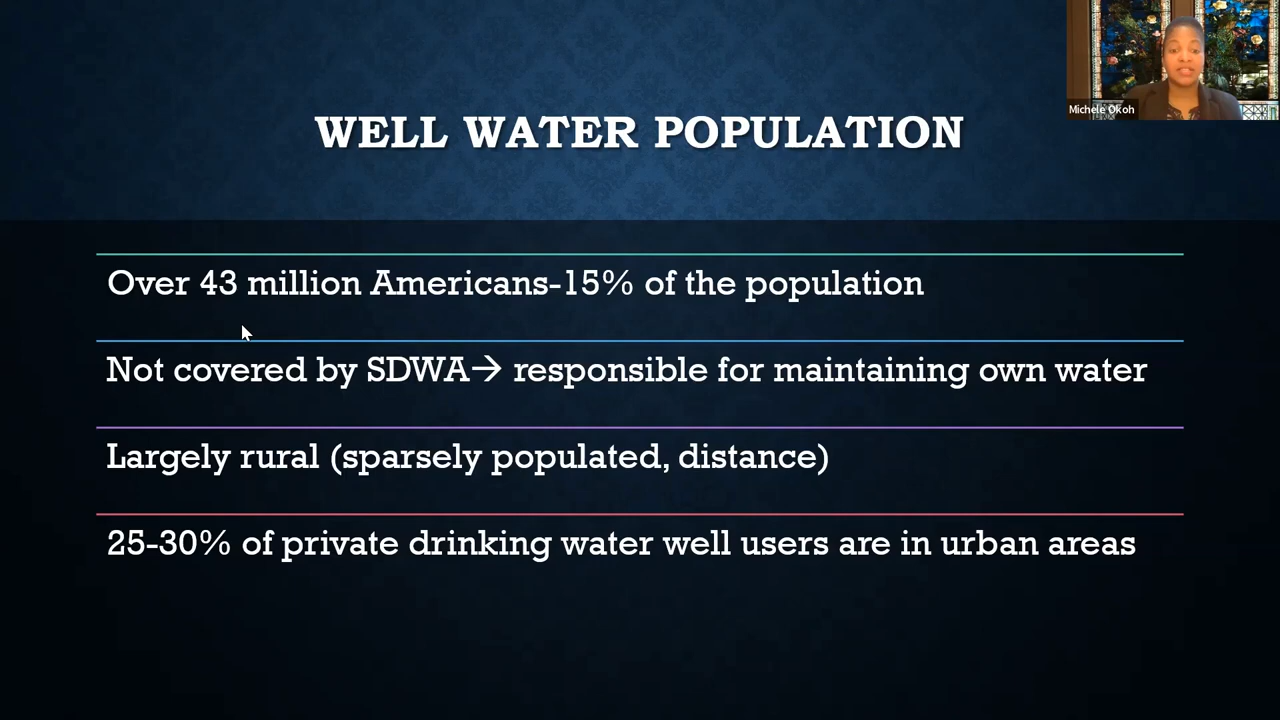 Michele Okoh
WELL WATER POPULATION
Over 43 million Americans-15% of the population
Not covered by SDWA→ responsible for maintaining own water
Largely rural (sparsely populated, distance)
25-30% of private drinking water well users are in urban areas